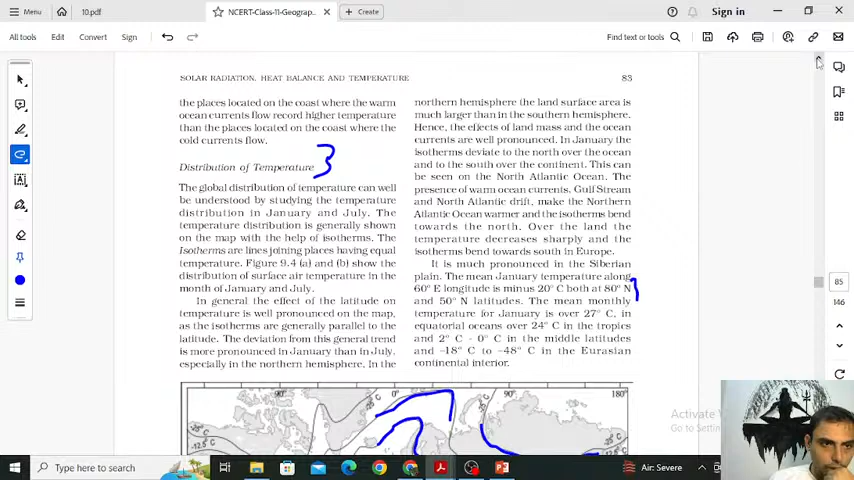 Menu
10.pdf
NCERT-Class-11-Geograp...
Create
Sign in
All tools
Edit
Convert
Sign
Find text or tools
SOLAR RADIATION, HEAT BALANCE AND TEMPERATURE
83
the places located on the coast where the warm
ocean currents flow record higher temperature
than the places located on the coast where the
cold currents flow.
Distribution of Temperature
The global distribution of temperature can well
be understood by studying the temperature
distribution in January and July. The
temperature distribution is generally shown
on the map with the help of isotherms. The
Isotherms are lines joining places having equal
temperature. Figure 9.4 (a) and (b) show the
distribution of surface air temperature in the
month of January and July.
In general the effect of the latitude on
temperature is well pronounced on the map,
as the isotherms are generally parallel to the
latitude. The deviation from this general trend
is more pronounced in January than in July,
especially in the northern hemisphere. In the
northern hemisphere the land surface area is
much larger than in the southern hemisphere.
Hence, the effects of land mass and the ocean
currents are well pronounced. In January the
isotherms deviate to the north over the ocean
and to the south over the continent. This can
be seen on the North Atlantic Ocean. The
presence of warm ocean currents, Gulf Stream
and North Atlantic drift, make the Northern
Atlantic Ocean warmer and the isotherms bend
towards the north. Over the land the
temperature decreases sharply and the
isotherms bend towards south in Europe.
It is much pronounced in the Siberian
plain. The mean January temperature along
60° E longitude is minus 20° C both at 80° N
and 50° N latitudes. The mean monthly
temperature for January is over 27° C, in
equatorial oceans over 24° C in the tropics
and 2° C - 0° C in the middle latitudes
and –18° C to –48° C in the Eurasian
continental interior.
90°
0°
90°
180°
85
146
Activate
Go to Setting
Type here to search
Air: Severe